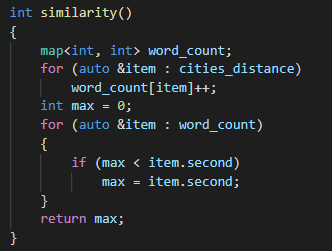 int similarity()
{
    map<int, int> word_count;
    for (auto &item : cities_distance)
        word_count[item]++;
    int max = 0;
    for (auto &item : word_count)
    {
        if (max < item.second)
            max = item.second;
    }
    return max;
}